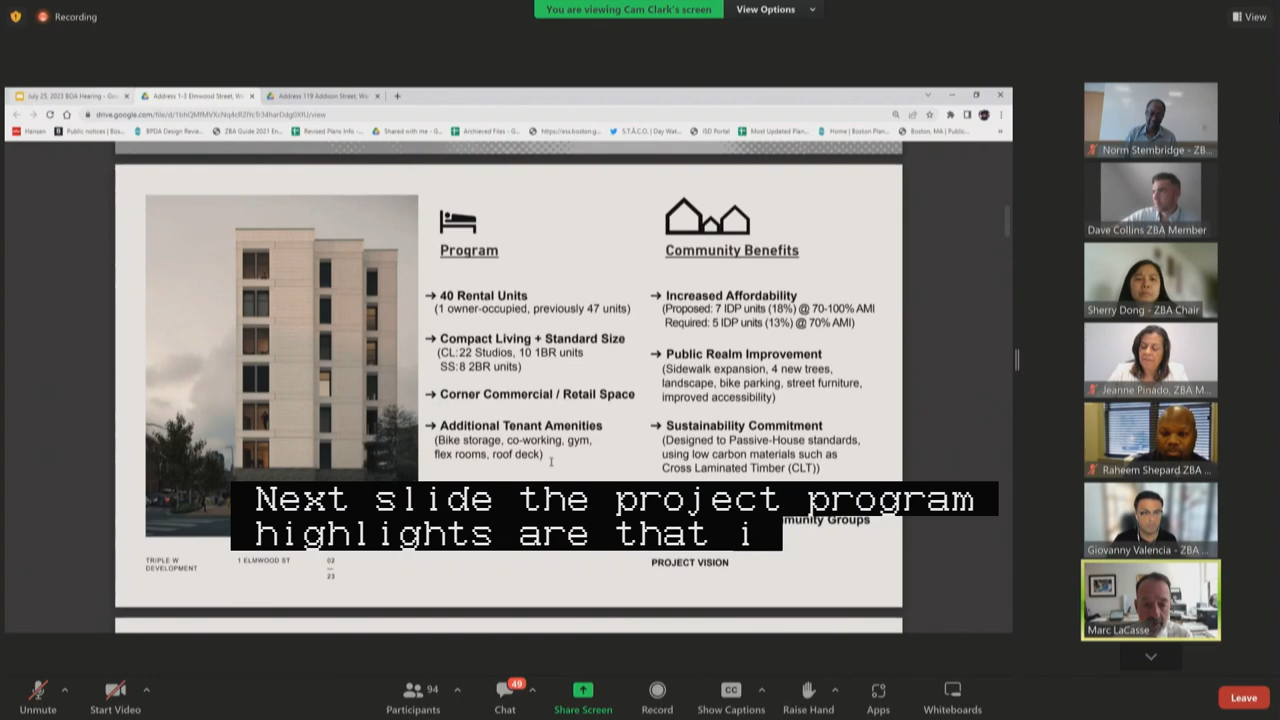 Recording
You are viewing Cam Clark's screen
View Options
View
July 25, 2023 BOA Hearing - Go
Address 1-3 Elmwood Street, W
Address 119 Addison Street, W
Hansen
Public notices | Bos...
BPDA Design Revie...
ZBA Guide 2021 En...
Revised Plans Info -...
Shared with me - G...
Archieved Files - G...
https://ess.boston.g...
S.T.A.C.O. | Day Wat...
ISD Portal
Most Updated Plan...
Home | Boston Plan...
Boston, MA | Public...
Program
→ 40 Rental Units
(1 owner-occupied, previously 47 units)
→ Compact Living + Standard Size
(CL:22 Studios, 10 1BR units
SS:8 2BR units)
→ Corner Commercial / Retail Space
→ Additional Tenant Amenities
(Bike storage, co-working, gym,
flex rooms, roof deck)
Community Benefits
→ Increased Affordability
(Proposed: 7 IDP units (18%) @ 70-100% AMI
Required: 5 IDP units (13%) @ 70% AMI)
→ Public Realm Improvement
(Sidewalk expansion, 4 new trees,
landscape, bike parking, street furniture,
improved accessibility)
→ Sustainability Commitment
(Designed to Passive-House standards,
using low carbon materials such as
Cross Laminated Timber (CLT))
munity Groups
Next slide the project program
highlights are that i
TRIPLE W
DEVELOPMENT
1 ELMWOOD ST
02
—
23
PROJECT VISION
Norm Stembridge - ZB...
Dave Collins ZBA Member
Sherry Dong - ZBA Chair
Jeanne Pinado, ZBA M...
Raheem Shepard ZBA ...
Giovanny Valencia - ZBA ...
Marc LaCasse
Unmute
Start Video
94
Participants
49
Chat
Share Screen
Record
CC
Show Captions
Raise Hand
Apps
Whiteboards
Leave